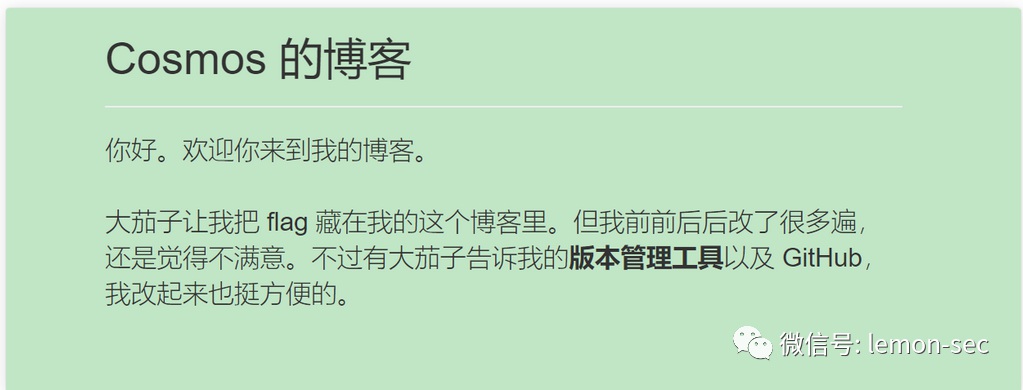 Cosmos 的博客
你好。欢迎你来到我的博客。
大茄子让我把 flag 藏在我的这个博客里。但我前前后后改了很多遍，
还是觉得不满意。不过有大茄子告诉我的版本管理工具以及 GitHub，
我改起来也挺方便的。
微信号: lemon-sec